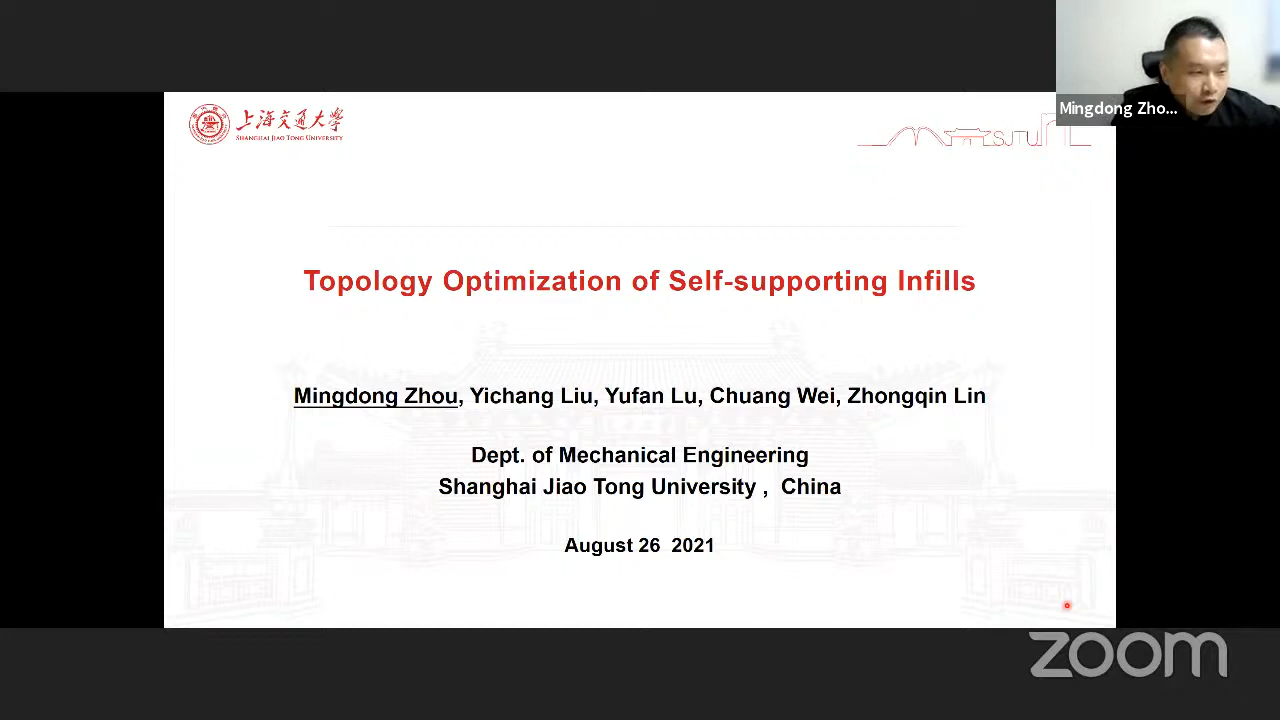 Mingdong Zho...
上海交通大学
SHANGHAI JIAO TONG UNIVERSITY
SJTU
Topology Optimization of Self-supporting Infills
Mingdong Zhou, Yichang Liu, Yufan Lu, Chuang Wei, Zhongqin Lin
Dept. of Mechanical Engineering
Shanghai Jiao Tong University , China
August 26 2021
zoom